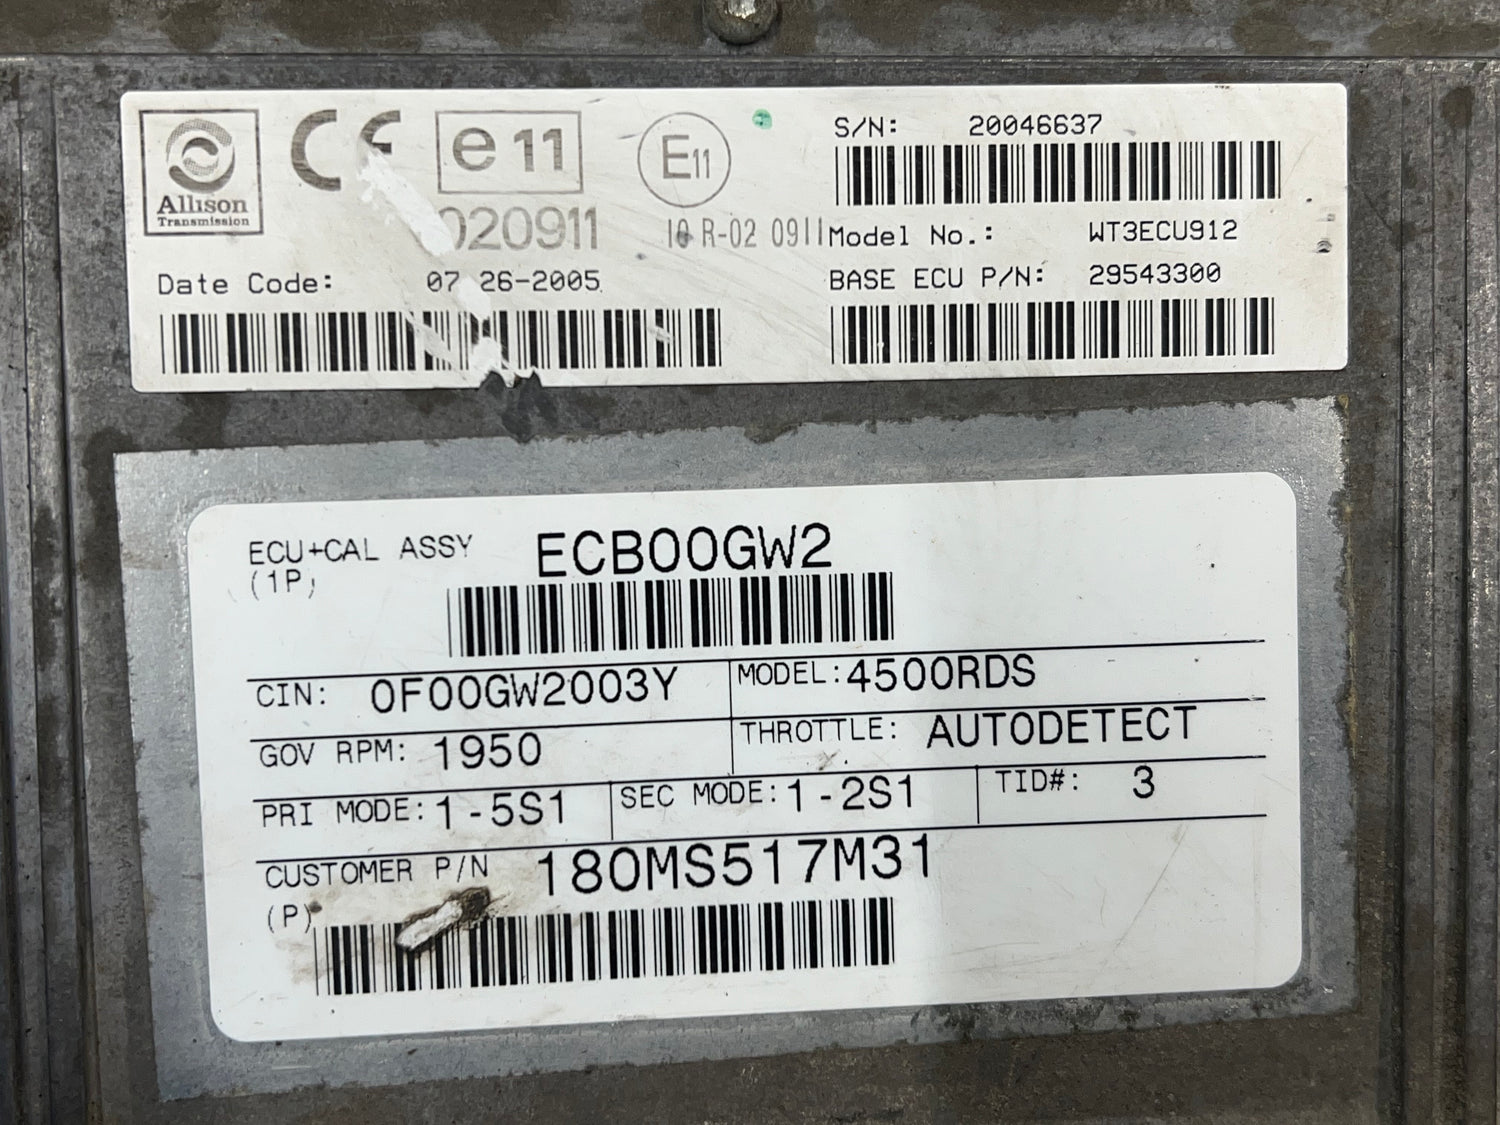 Allison
Transmission
CE
e 11
020911
E11
10 R-02 0911
S/N: 20046637
Model No.: WT3ECU912
Date Code: 07 26-2005
BASE ECU P/N: 29543300
ECU+CAL ASSY ECB00GW2
(1P)
CIN: 0F00GW2003Y MODEL: 4500RDS
GOV RPM: 1950 THROTTLE: AUTODETECT
PRI MODE: 1-5S1 SEC MODE: 1-2S1 TID#: 3
CUSTOMER P/N 180MS517M31
(P)